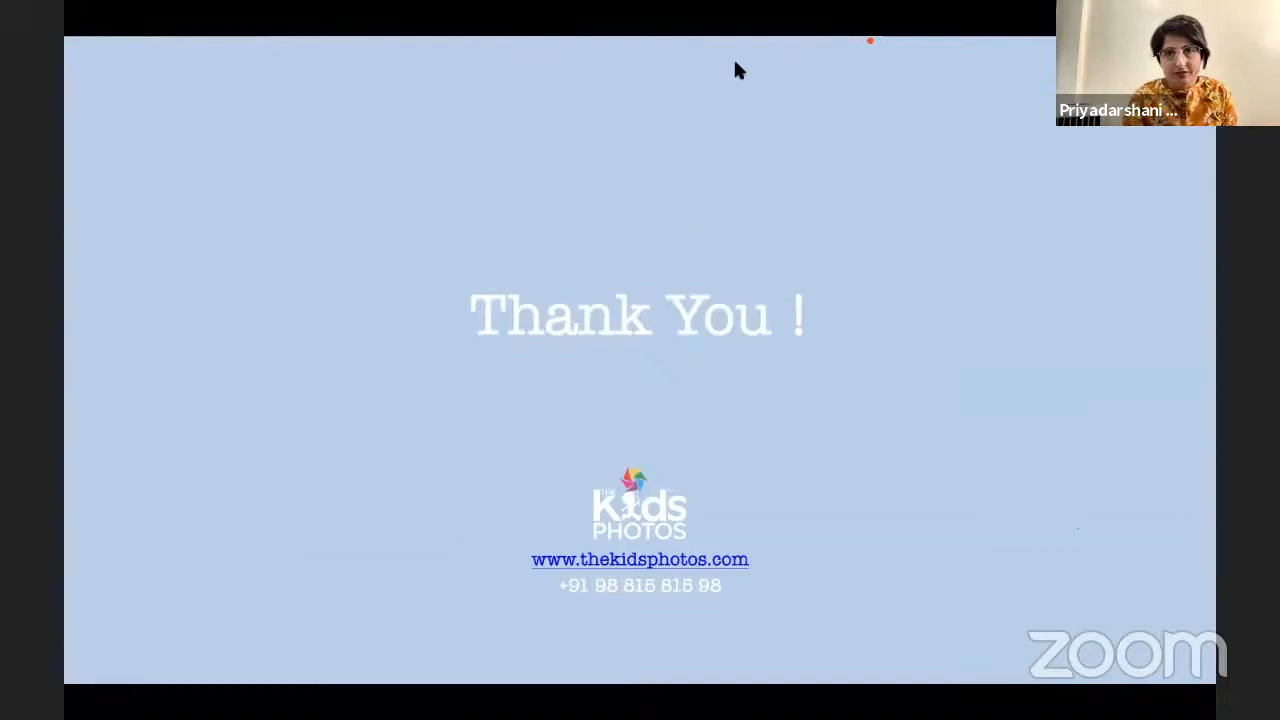 Priyadarshani ...
Thank You !
THE
Kids
PHOTOS
www.thekidsphotos.com
+91 98 815 815 98
zoom